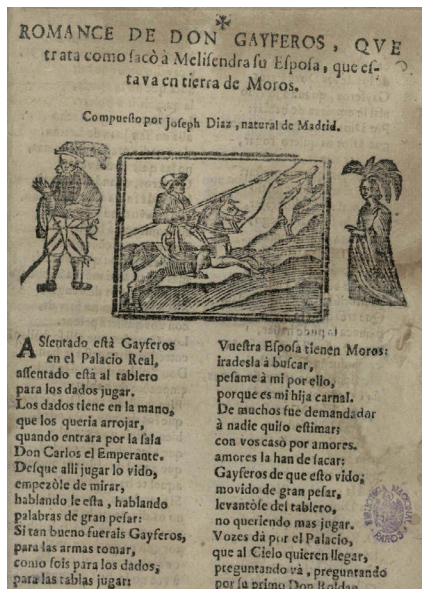 ROMANCE DE DON GAYFEROS, QVE
trata como sacò à Melisendra su Esposa, que es-
tava en tierra de Moros.
Compuesto por Joseph Diaz, natural de Madrid.
ASsentado està Gayferos
en el Palacio Real,
assentado està al tablero
para los dados jugar.
Los dados tiene en la mano,
que los queria arrojar,
quando entrara por la sala
Don Carlos el Emperante.
Desque alli jugar lo vido,
empezòle de mirar,
hablando le esta, hablando
palabras de gran pesar:
Si tan bueno fuerais Gayferos,
para las armas tomar,
como sois para los dados,
para las tablas jugar:
Vuestra Esposa tienen Moros:
iradesla à buscar,
pesame à mi por ello,
porque es mi hija carnal.
De muchos fue demandadar
à nadie quiso estimar;
con vos casò por amores.
amores la han de sacar:
Gayferos de que esto vido,
movido de gran pesar,
levantòse del tablero,
no queriendo mas jugar.
Vozes dà por el Palacio,
que al Cielo quieren llegar,
preguntando và, preguntando
por su primo Don Roldan